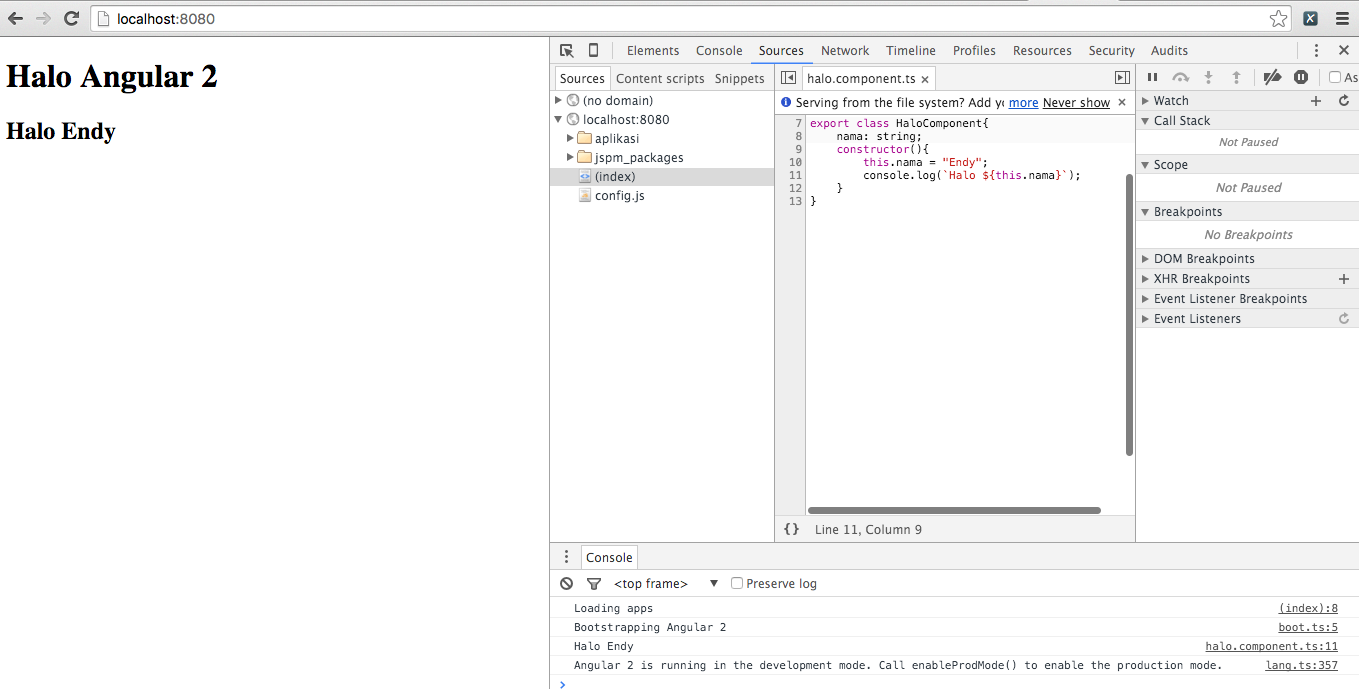 localhost:8080
Halo Angular 2
Halo Endy
Elements Console Sources Network Timeline Profiles Resources Security Audits
Sources Content scripts Snippets
(no domain)
localhost:8080
aplikasi
jspm_packages
(index)
config.js
halo.component.ts ×
Serving from the file system? Add yo more Never show ×
7 export class HaloComponent{
8 nama: string;
9 constructor(){
10 this.nama = "Endy";
11 console.log(`Halo ${this.nama}`);
12 }
13 }
{} Line 11, Column 9
As
Watch
Call Stack
Not Paused
Scope
Not Paused
Breakpoints
No Breakpoints
DOM Breakpoints
XHR Breakpoints
Event Listener Breakpoints
Event Listeners
Console
<top frame> ▼ Preserve log
Loading apps (index):8
Bootstrapping Angular 2 boot.ts:5
Halo Endy halo.component.ts:11
Angular 2 is running in the development mode. Call enableProdMode() to enable the production mode. lang.ts:357
>